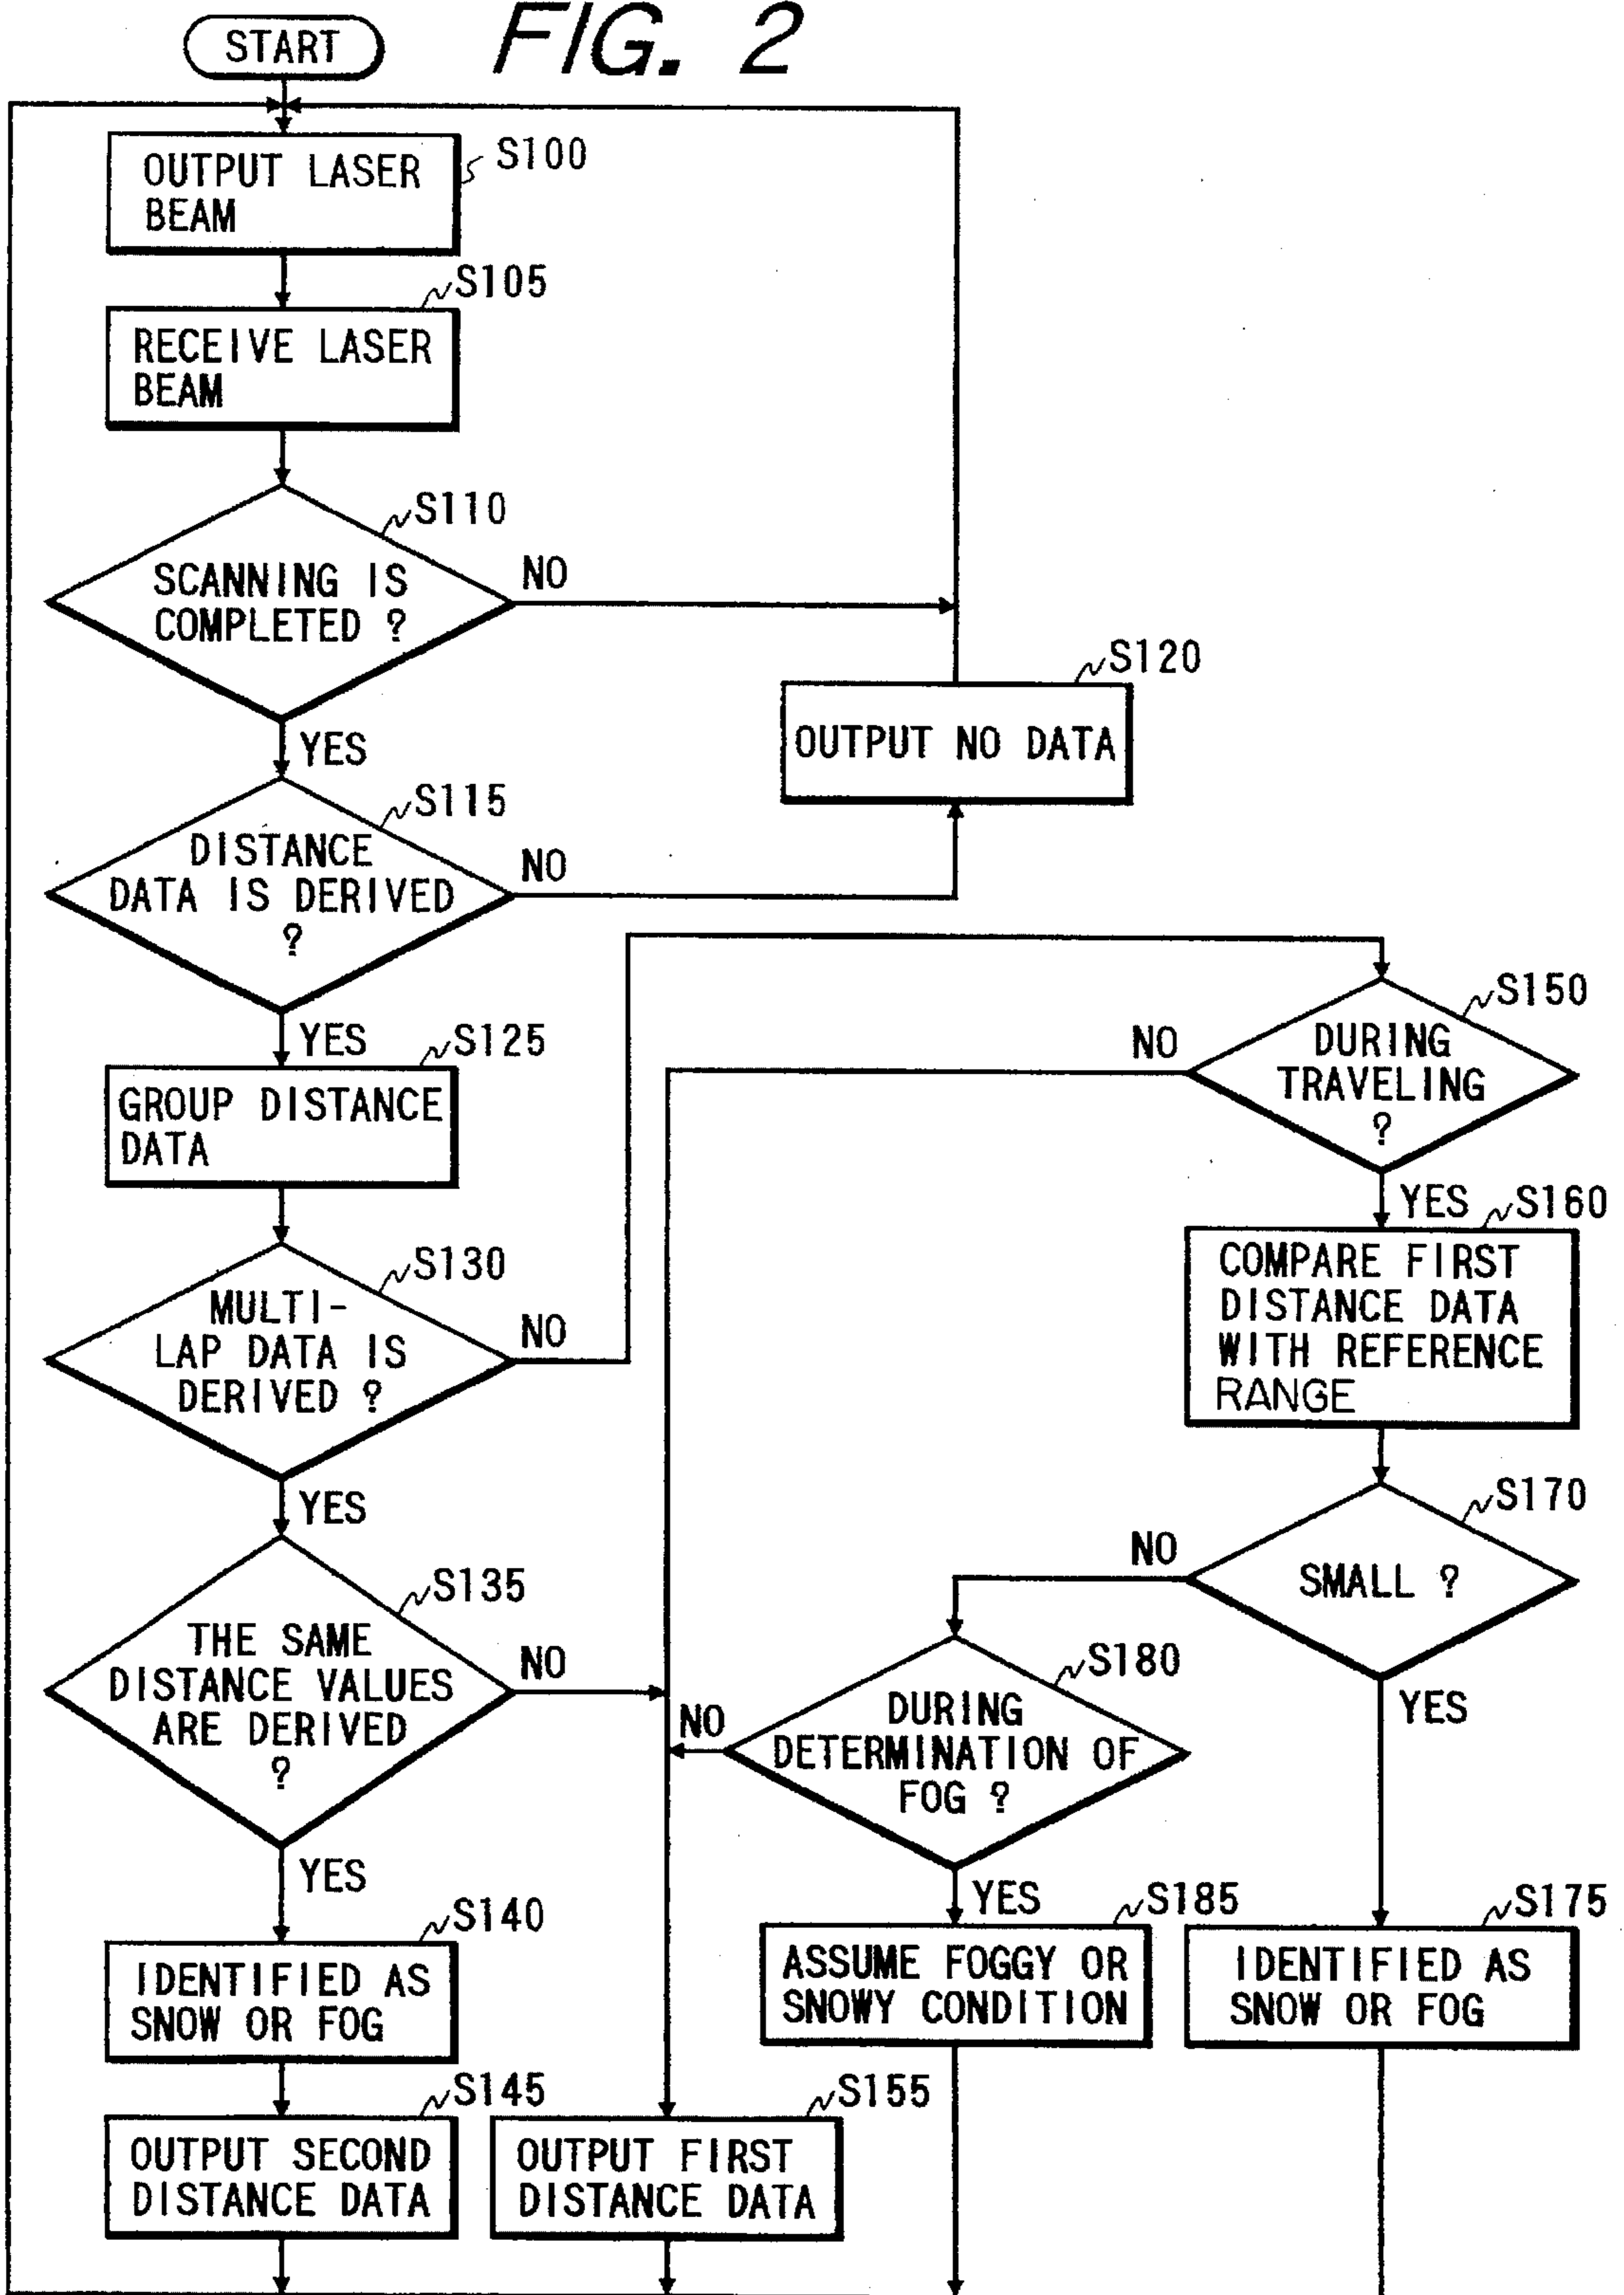 FIG. 2
START
S100
OUTPUT LASER
BEAM
S105
RECEIVE LASER
BEAM
S110
SCANNING IS
COMPLETED ?
NO
YES
S120
OUTPUT NO DATA
S115
DISTANCE
DATA IS DERIVED
?
NO
YES
S125
GROUP DISTANCE
DATA
S130
MULTI-
LAP DATA IS
DERIVED ?
NO
YES
S135
THE SAME
DISTANCE VALUES
ARE DERIVED
?
NO
YES
S140
IDENTIFIED AS
SNOW OR FOG
S145
OUTPUT SECOND
DISTANCE DATA
S150
DURING
TRAVELING
?
NO
YES
S160
COMPARE FIRST
DISTANCE DATA
WITH REFERENCE
RANGE
S170
SMALL ?
NO
YES
S180
DURING
DETERMINATION OF
FOG ?
NO
YES
S185
ASSUME FOGGY OR
SNOWY CONDITION
S175
IDENTIFIED AS
SNOW OR FOG
S155
OUTPUT FIRST
DISTANCE DATA